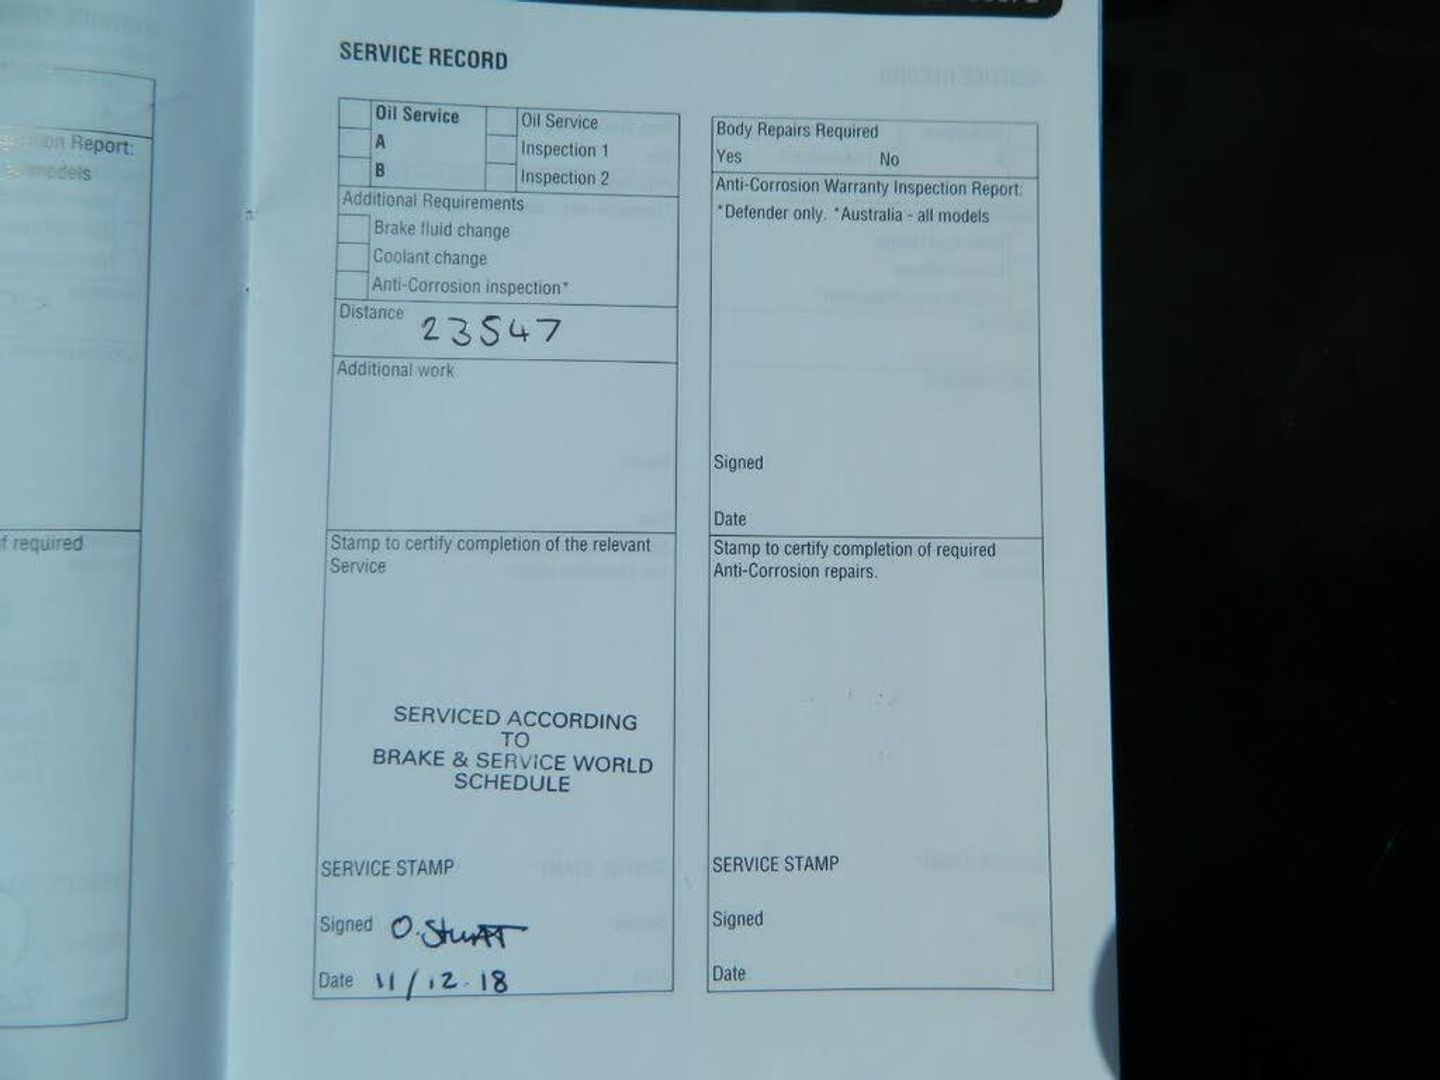 SERVICE RECORD
Oil Service
A
B
Oil Service
Inspection 1
Inspection 2
Additional Requirements
Brake fluid change
Coolant change
Anti-Corrosion inspection*
Distance 23547
Additional work
Stamp to certify completion of the relevant
Service
SERVICED ACCORDING
TO
BRAKE & SERVICE WORLD
SCHEDULE
SERVICE STAMP
Signed O. Stuart
Date 11/12.18
Body Repairs Required
Yes No
Anti-Corrosion Warranty Inspection Report:
*Defender only. *Australia - all models
Signed
Date
Stamp to certify completion of required
Anti-Corrosion repairs.
SERVICE STAMP
Signed
Date
Report:
models
required